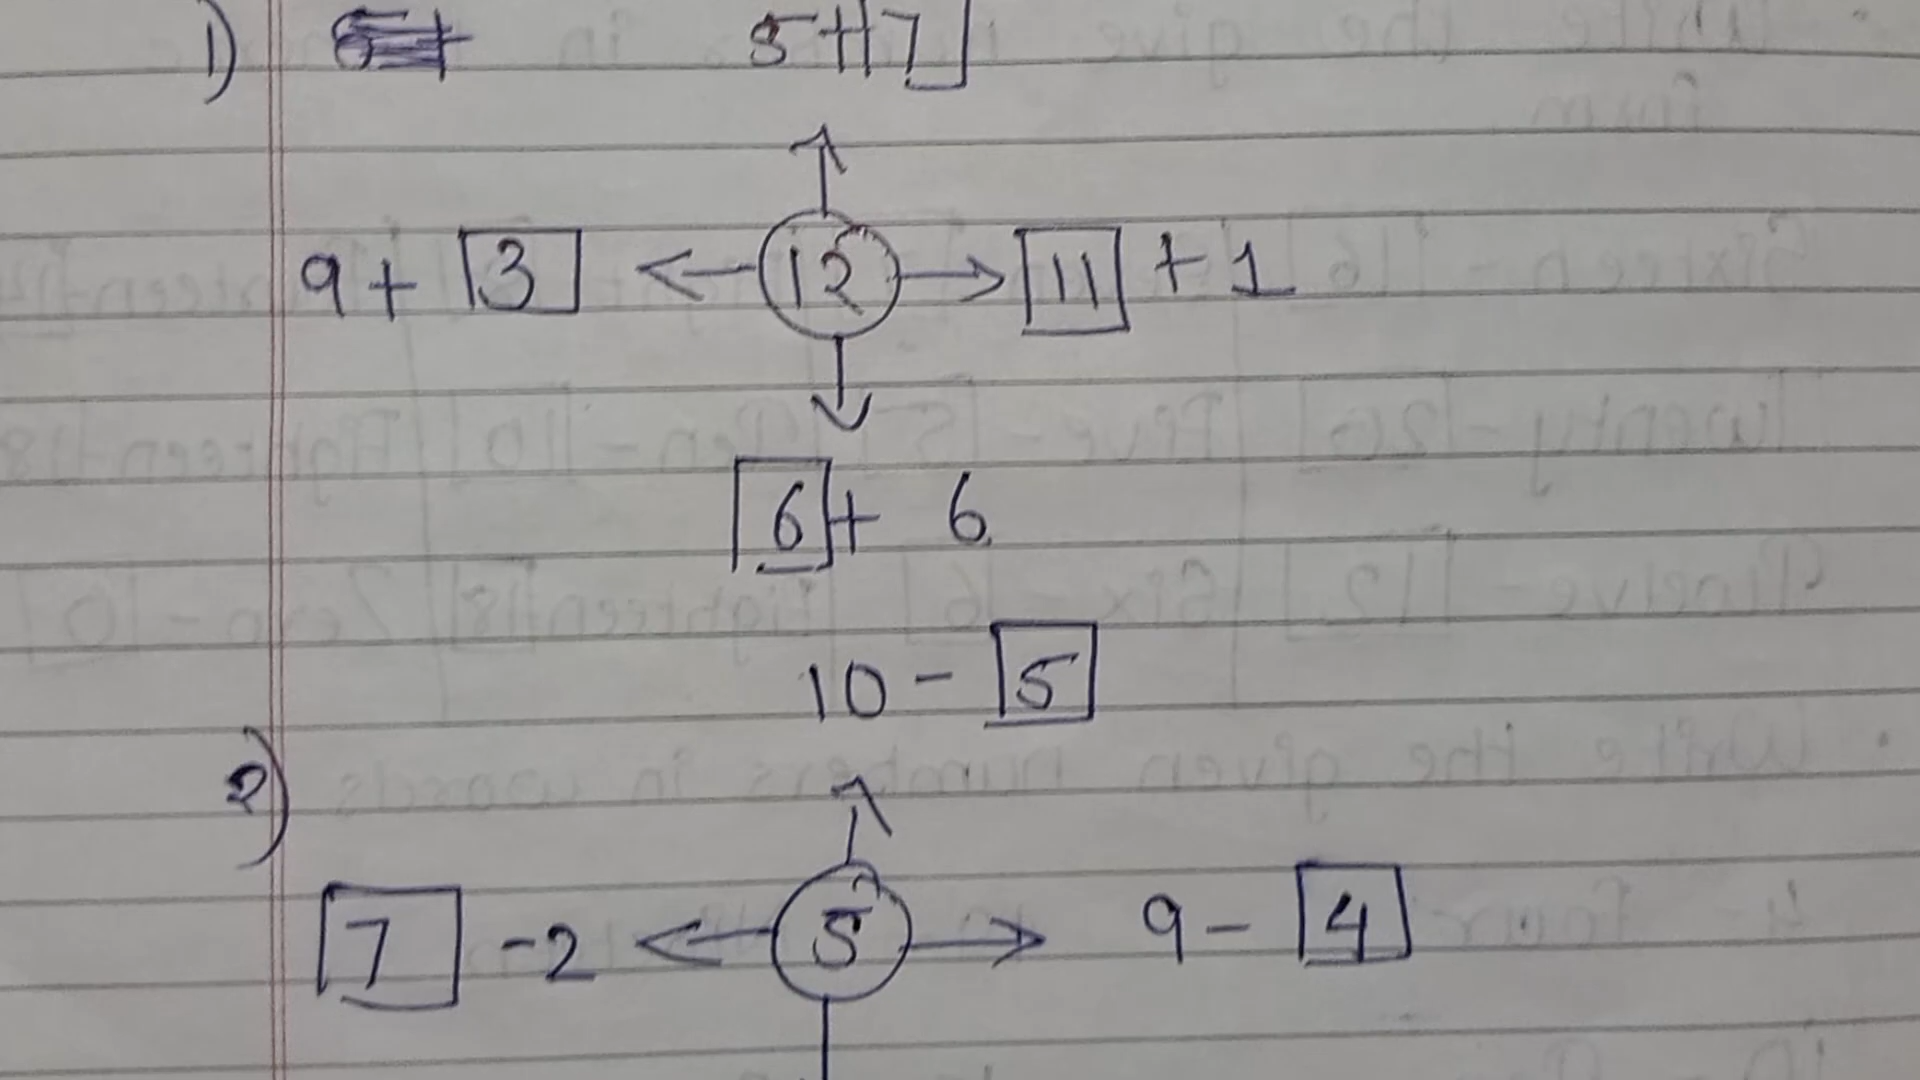 1) 5 + 7
9 + 3 ← 12 → 11 + 1
6 + 6
10 - 5
2)
7 - 2 ← 5 → 9 - 4